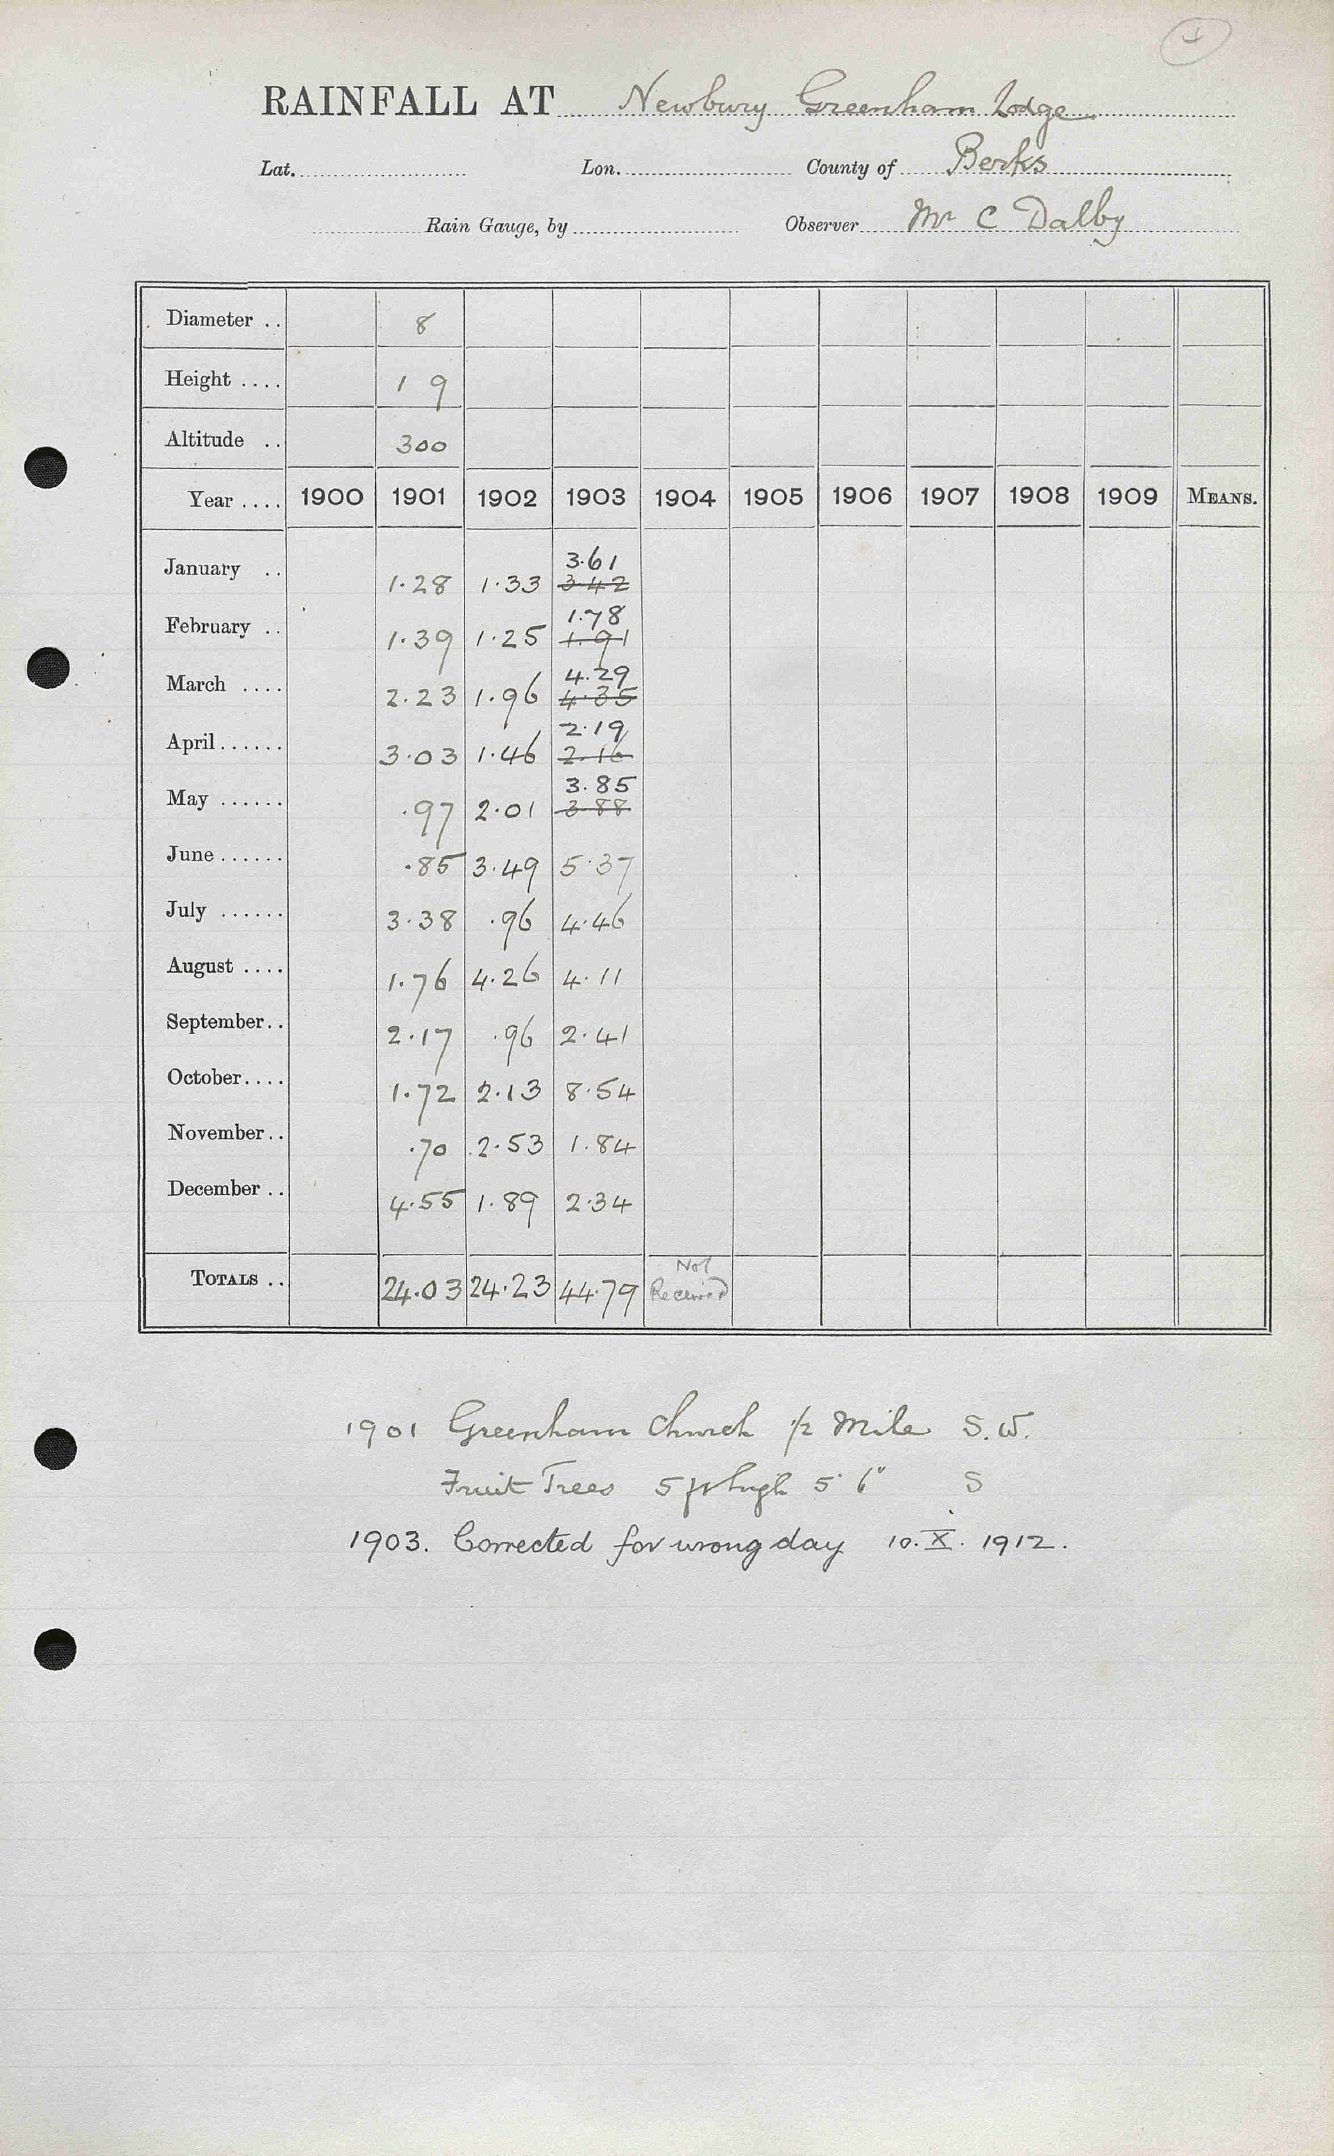 RAINFALL AT Newbury Greenham Lodge
Lat. Lon. County of Berks
Rain Gauge, by Observer Mr C Dalby
Diameter .. 8
Height .... 1 9
Altitude .. 300
Year .... 1900 1901 1902 1903 1904 1905 1906 1907 1908 1909 MEANS.
3.61
January .. 1.28 1.33 3.42
1.78
February .. 1.39 1.25 1.91
4.29
March .... 2.23 1.96 4.35
2.19
April...... 3.03 1.46 2.16
3.85
May ...... .97 2.01 3.88
June...... .85 3.49 5.37
July ...... 3.38 .96 4.46
August .... 1.76 4.26 4.11
September.. 2.17 .96 2.41
October.... 1.72 2.13 8.54
November.. .70 2.53 1.84
December .. 4.55 1.89 2.34
Not
TOTALS .. 24.03 24.23 44.79 Received
1901 Greenham Church 1/2 Mile S.W.
Fruit Trees 5 ft high 5' 6" S
1903. Corrected for wrong day 10.X.1912.